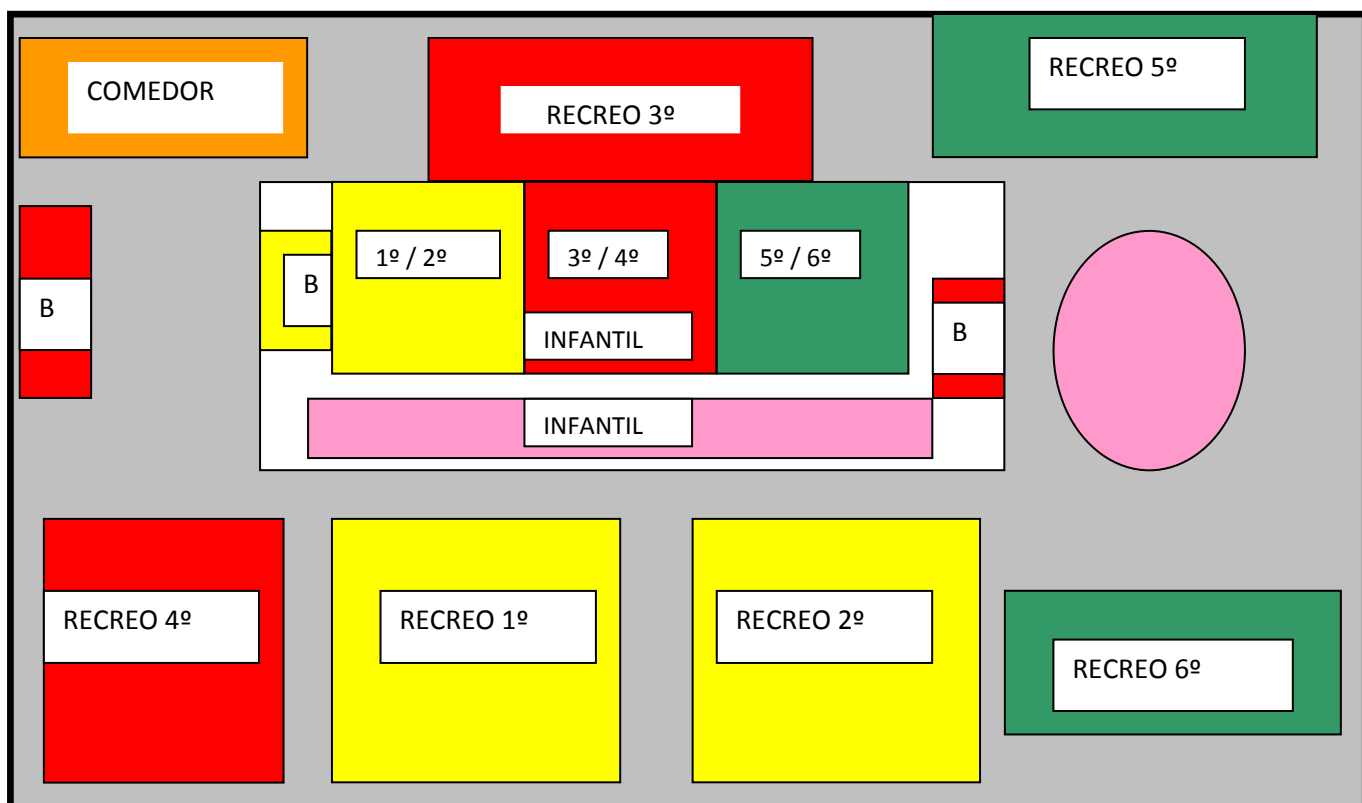 COMEDOR
RECREO 3º
RECREO 5º
1º / 2º
3º / 4º
5º / 6º
B
B
B
INFANTIL
INFANTIL
RECREO 4º
RECREO 1º
RECREO 2º
RECREO 6º